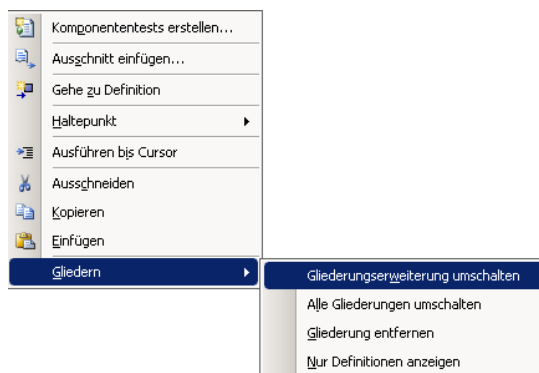 Komponententests erstellen...
Ausschnitt einfügen...
Gehe zu Definition
Haltepunkt
Ausführen bis Cursor
Ausschneiden
Kopieren
Einfügen
Gliedern
Gliederungserweiterung umschalten
Alle Gliederungen umschalten
Gliederung entfernen
Nur Definitionen anzeigen